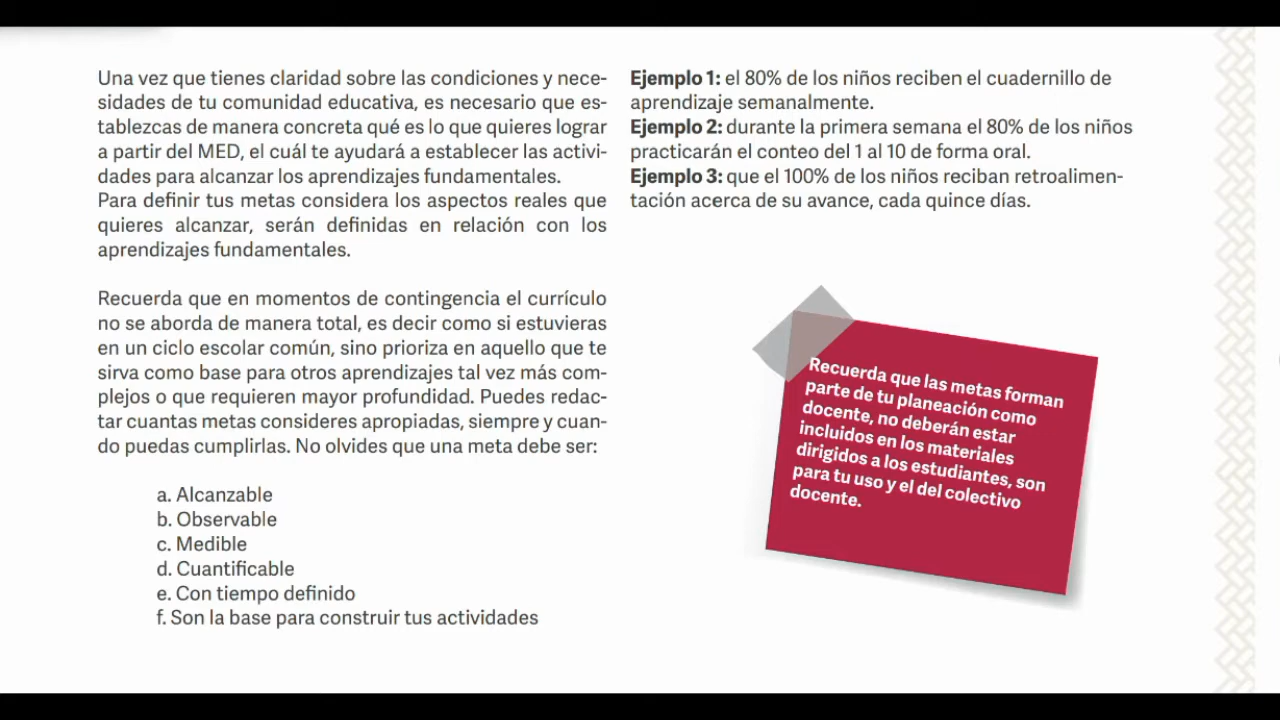 Una vez que tienes claridad sobre las condiciones y nece-
sidades de tu comunidad educativa, es necesario que es-
tablezcas de manera concreta qué es lo que quieres lograr
a partir del MED, el cuál te ayudará a establecer las activi-
dades para alcanzar los aprendizajes fundamentales.
Para definir tus metas considera los aspectos reales que
quieres alcanzar, serán definidas en relación con los
aprendizajes fundamentales.
Recuerda que en momentos de contingencia el currículo
no se aborda de manera total, es decir como si estuvieras
en un ciclo escolar común, sino prioriza en aquello que te
sirva como base para otros aprendizajes tal vez más com-
plejos o que requieren mayor profundidad. Puedes redac-
tar cuantas metas consideres apropiadas, siempre y cuan-
do puedas cumplirlas. No olvides que una meta debe ser:
a. Alcanzable
b. Observable
c. Medible
d. Cuantificable
e. Con tiempo definido
f. Son la base para construir tus actividades
Ejemplo 1: el 80% de los niños reciben el cuadernillo de
aprendizaje semanalmente.
Ejemplo 2: durante la primera semana el 80% de los niños
practicarán el conteo del 1 al 10 de forma oral.
Ejemplo 3: que el 100% de los niños reciban retroalimen-
tación acerca de su avance, cada quince días.
Recuerda que las metas forman
parte de tu planeación como
docente, no deberán estar
incluidos en los materiales
dirigidos a los estudiantes, son
para tu uso y el del colectivo
docente.